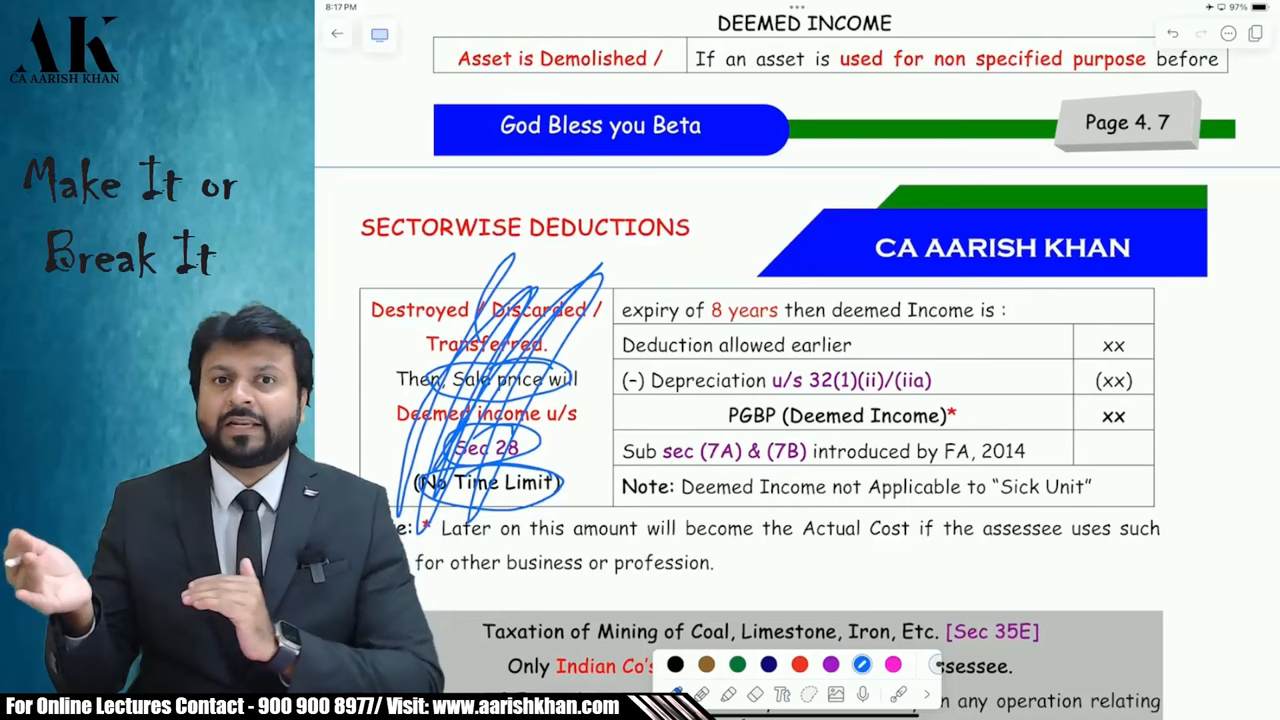 8:17PM
97%
AK
CA AARISH KHAN
Make It or
Break It
DEEMED INCOME
Asset is Demolished /
If an asset is used for non specified purpose before
God Bless you Beta
Page 4. 7
SECTORWISE DEDUCTIONS
CA AARISH KHAN
Destroyed / Discarded /
Transferred.
Then, Sale price will
Deemed income u/s
Sec 28
(No Time Limit)
expiry of 8 years then deemed Income is :
Deduction allowed earlier xx
(–) Depreciation u/s 32(1)(ii)/(iia) (xx)
PGBP (Deemed Income)* xx
Sub sec (7A) & (7B) introduced by FA, 2014
Note: Deemed Income not Applicable to “Sick Unit”
* Later on this amount will become the Actual Cost if the assessee uses such
for other business or profession.
Taxation of Mining of Coal, Limestone, Iron, Etc. [Sec 35E]
Only Indian Co's
Tt
any operation relating
For Online Lectures Contact - 900 900 8977/ Visit: www.aarishkhan.com